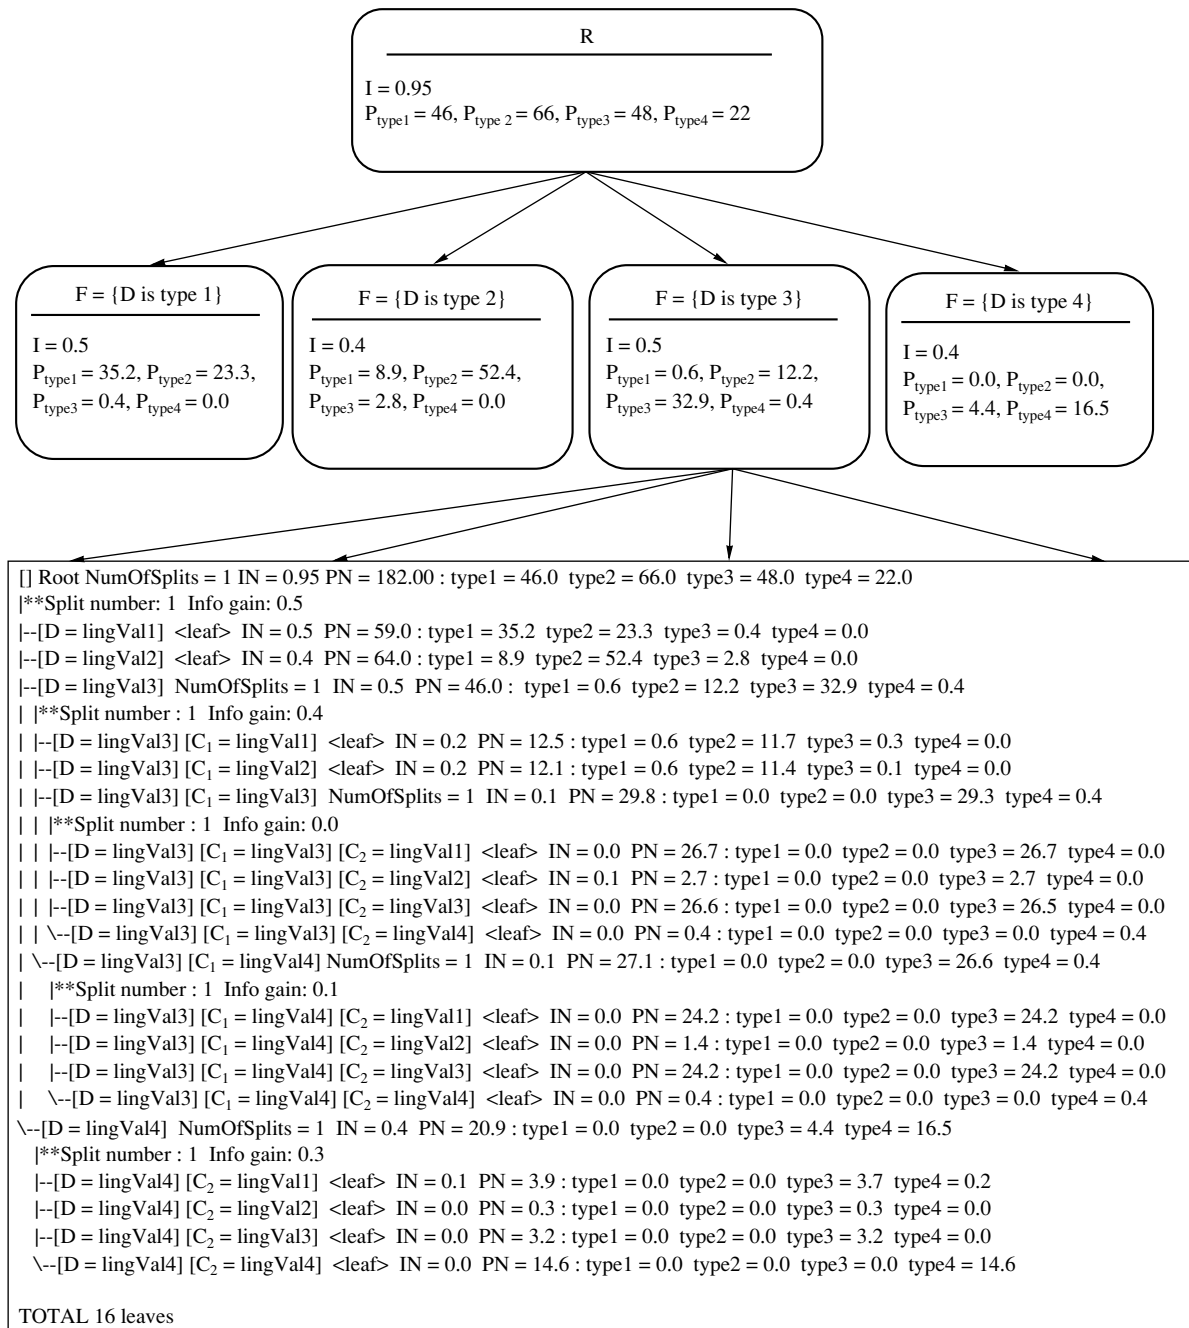 R
I = 0.95
P_type1 = 46, P_type 2 = 66, P_type3 = 48, P_type4 = 22
F = {D is type 1}
I = 0.5
P_type1 = 35.2, P_type2 = 23.3,
P_type3 = 0.4, P_type4 = 0.0
F = {D is type 2}
I = 0.4
P_type1 = 8.9, P_type2 = 52.4,
P_type3 = 2.8, P_type4 = 0.0
F = {D is type 3}
I = 0.5
P_type1 = 0.6, P_type2 = 12.2,
P_type3 = 32.9, P_type4 = 0.4
F = {D is type 4}
I = 0.4
P_type1 = 0.0, P_type2 = 0.0,
P_type3 = 4.4, P_type4 = 16.5
[] Root NumOfSplits = 1 IN = 0.95 PN = 182.00 : type1 = 46.0 type2 = 66.0 type3 = 48.0 type4 = 22.0
|**Split number: 1 Info gain: 0.5
|--[D = lingVal1] <leaf> IN = 0.5 PN = 59.0 : type1 = 35.2 type2 = 23.3 type3 = 0.4 type4 = 0.0
|--[D = lingVal2] <leaf> IN = 0.4 PN = 64.0 : type1 = 8.9 type2 = 52.4 type3 = 2.8 type4 = 0.0
|--[D = lingVal3] NumOfSplits = 1 IN = 0.5 PN = 46.0 : type1 = 0.6 type2 = 12.2 type3 = 32.9 type4 = 0.4
| |**Split number : 1 Info gain: 0.4
| |--[D = lingVal3] [C₁ = lingVal1] <leaf> IN = 0.2 PN = 12.5 : type1 = 0.6 type2 = 11.7 type3 = 0.3 type4 = 0.0
| |--[D = lingVal3] [C₁ = lingVal2] <leaf> IN = 0.2 PN = 12.1 : type1 = 0.6 type2 = 11.4 type3 = 0.1 type4 = 0.0
| |--[D = lingVal3] [C₁ = lingVal3] NumOfSplits = 1 IN = 0.1 PN = 29.8 : type1 = 0.0 type2 = 0.0 type3 = 29.3 type4 = 0.4
| | |**Split number : 1 Info gain: 0.0
| | |--[D = lingVal3] [C₁ = lingVal3] [C₂ = lingVal1] <leaf> IN = 0.0 PN = 26.7 : type1 = 0.0 type2 = 0.0 type3 = 26.7 type4 = 0.0
| | |--[D = lingVal3] [C₁ = lingVal3] [C₂ = lingVal2] <leaf> IN = 0.1 PN = 2.7 : type1 = 0.0 type2 = 0.0 type3 = 2.7 type4 = 0.0
| | |--[D = lingVal3] [C₁ = lingVal3] [C₂ = lingVal3] <leaf> IN = 0.0 PN = 26.6 : type1 = 0.0 type2 = 0.0 type3 = 26.5 type4 = 0.0
| | \--[D = lingVal3] [C₁ = lingVal3] [C₂ = lingVal4] <leaf> IN = 0.0 PN = 0.4 : type1 = 0.0 type2 = 0.0 type3 = 0.0 type4 = 0.4
| \--[D = lingVal3] [C₁ = lingVal4] NumOfSplits = 1 IN = 0.1 PN = 27.1 : type1 = 0.0 type2 = 0.0 type3 = 26.6 type4 = 0.4
| |**Split number : 1 Info gain: 0.1
| |--[D = lingVal3] [C₁ = lingVal4] [C₂ = lingVal1] <leaf> IN = 0.0 PN = 24.2 : type1 = 0.0 type2 = 0.0 type3 = 24.2 type4 = 0.0
| |--[D = lingVal3] [C₁ = lingVal4] [C₂ = lingVal2] <leaf> IN = 0.0 PN = 1.4 : type1 = 0.0 type2 = 0.0 type3 = 1.4 type4 = 0.0
| |--[D = lingVal3] [C₁ = lingVal4] [C₂ = lingVal3] <leaf> IN = 0.0 PN = 24.2 : type1 = 0.0 type2 = 0.0 type3 = 24.2 type4 = 0.0
| \--[D = lingVal3] [C₁ = lingVal4] [C₂ = lingVal4] <leaf> IN = 0.0 PN = 0.4 : type1 = 0.0 type2 = 0.0 type3 = 0.0 type4 = 0.4
\--[D = lingVal4] NumOfSplits = 1 IN = 0.4 PN = 20.9 : type1 = 0.0 type2 = 0.0 type3 = 4.4 type4 = 16.5
|**Split number : 1 Info gain: 0.3
|--[D = lingVal4] [C₂ = lingVal1] <leaf> IN = 0.1 PN = 3.9 : type1 = 0.0 type2 = 0.0 type3 = 3.7 type4 = 0.2
|--[D = lingVal4] [C₂ = lingVal2] <leaf> IN = 0.0 PN = 0.3 : type1 = 0.0 type2 = 0.0 type3 = 0.3 type4 = 0.0
|--[D = lingVal4] [C₂ = lingVal3] <leaf> IN = 0.0 PN = 3.2 : type1 = 0.0 type2 = 0.0 type3 = 3.2 type4 = 0.0
\--[D = lingVal4] [C₂ = lingVal4] <leaf> IN = 0.0 PN = 14.6 : type1 = 0.0 type2 = 0.0 type3 = 0.0 type4 = 14.6
TOTAL 16 leaves